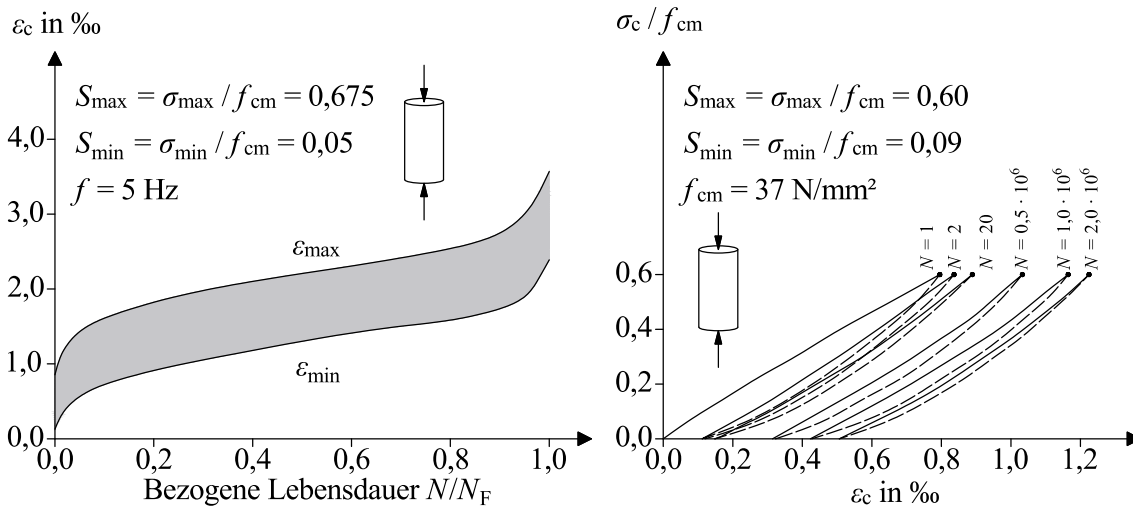 εc in ‰
Smax = σmax / fcm = 0,675
Smin = σmin / fcm = 0,05
f = 5 Hz
4,0
3,0
2,0
1,0
0,0
εmax
εmin
0,0 0,2 0,4 0,6 0,8 1,0
Bezogene Lebensdauer N/NF
σc / fcm
Smax = σmax / fcm = 0,60
Smin = σmin / fcm = 0,09
fcm = 37 N/mm²
N = 1
N = 2
N = 20
N = 0,5 · 10⁶
N = 1,0 · 10⁶
N = 2,0 · 10⁶
0,6
0,4
0,2
0,0
0,0 0,2 0,4 0,6 0,8 1,0 1,2
εc in ‰